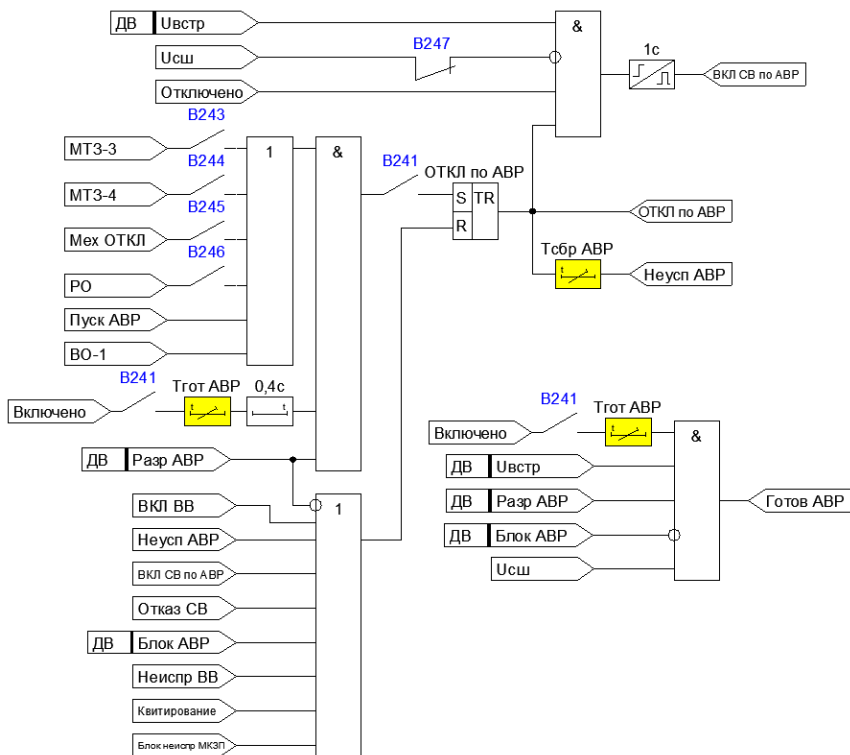 ДВ Uвстр
Uсш
B247
Отключено
&
1с
ВКЛ СВ по АВР
B243
МТЗ-3
B244
МТЗ-4
B245
Мех ОТКЛ
B246
РО
Пуск АВР
ВО-1
1
&
B241
ОТКЛ по АВР
S TR
R
ОТКЛ по АВР
Тсбр АВР
t
Неусп АВР
B241
Включено
Тгот АВР
t
0,4с
t
ДВ Разр АВР
ВКЛ ВВ
Неусп АВР
ВКЛ СВ по АВР
Отказ СВ
ДВ Блок АВР
Неиспр ВВ
Квитирование
Блок неиспр МКЗП
1
B241
Включено
Тгот АВР
t
&
ДВ Uвстр
ДВ Разр АВР
ДВ Блок АВР
Uсш
Готов АВР